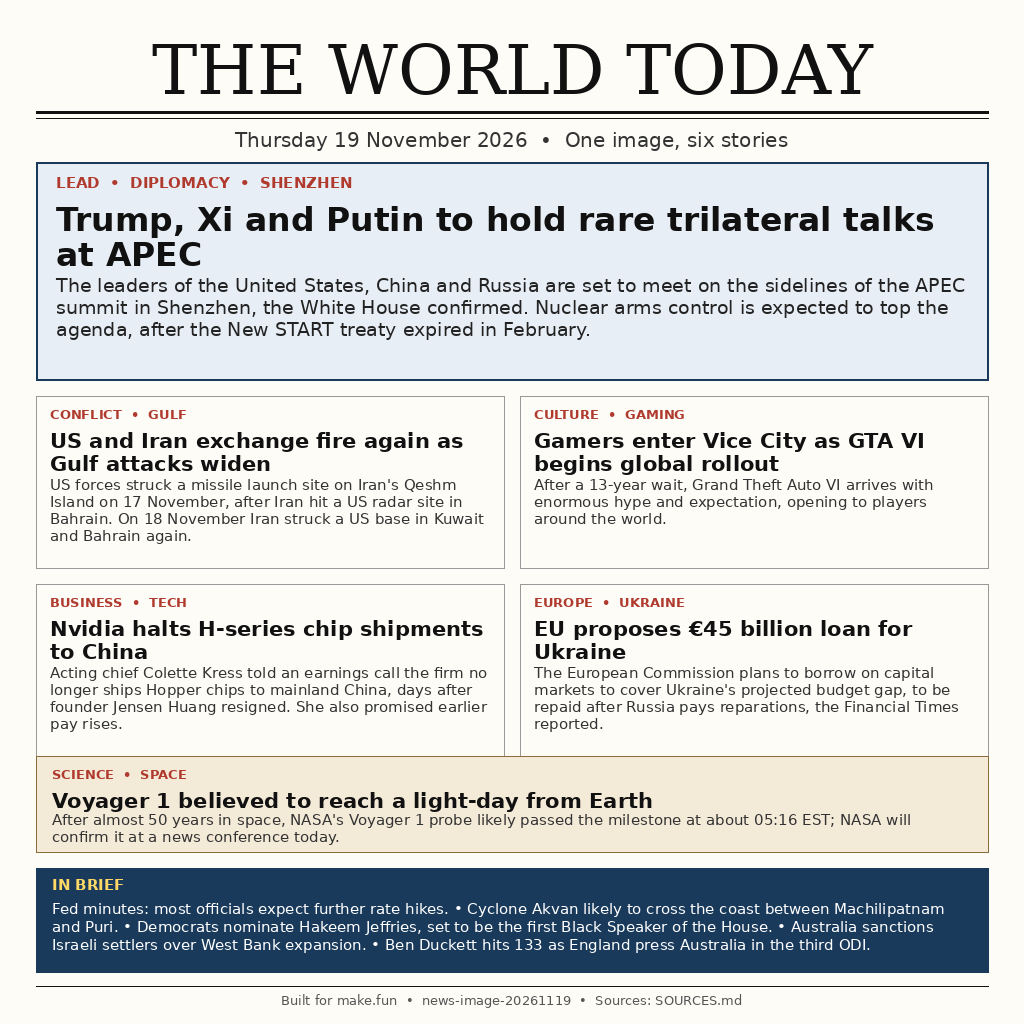 THE WORLD TODAY
Thursday 19 November 2026 • One image, six stories
LEAD • DIPLOMACY • SHENZHEN
Trump, Xi and Putin to hold rare trilateral talks
at APEC
The leaders of the United States, China and Russia are set to meet on the sidelines of the APEC
summit in Shenzhen, the White House confirmed. Nuclear arms control is expected to top the
agenda, after the New START treaty expired in February.
CONFLICT • GULF
US and Iran exchange fire again as
Gulf attacks widen
US forces struck a missile launch site on Iran's Qeshm
Island on 17 November, after Iran hit a US radar site in
Bahrain. On 18 November Iran struck a US base in Kuwait
and Bahrain again.
CULTURE • GAMING
Gamers enter Vice City as GTA VI
begins global rollout
After a 13-year wait, Grand Theft Auto VI arrives with
enormous hype and expectation, opening to players
around the world.
BUSINESS • TECH
Nvidia halts H-series chip shipments
to China
Acting chief Colette Kress told an earnings call the firm no
longer ships Hopper chips to mainland China, days after
founder Jensen Huang resigned. She also promised earlier
pay rises.
EUROPE • UKRAINE
EU proposes €45 billion loan for
Ukraine
The European Commission plans to borrow on capital
markets to cover Ukraine's projected budget gap, to be
repaid after Russia pays reparations, the Financial Times
reported.
SCIENCE • SPACE
Voyager 1 believed to reach a light-day from Earth
After almost 50 years in space, NASA's Voyager 1 probe likely passed the milestone at about 05:16 EST; NASA will
confirm it at a news conference today.
IN BRIEF
Fed minutes: most officials expect further rate hikes. • Cyclone Akvan likely to cross the coast between Machilipatnam
and Puri. • Democrats nominate Hakeem Jeffries, set to be the first Black Speaker of the House. • Australia sanctions
Israeli settlers over West Bank expansion. • Ben Duckett hits 133 as England press Australia in the third ODI.
Built for make.fun • news-image-20261119 • Sources: SOURCES.md